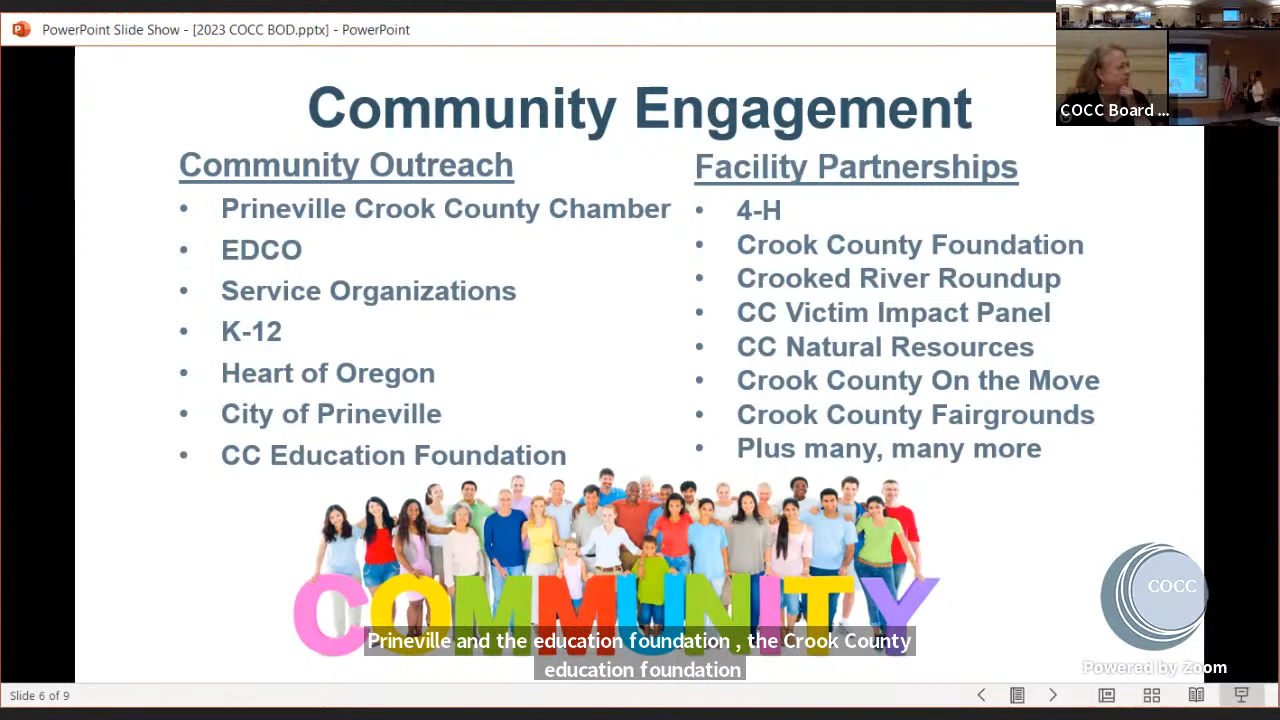 PowerPoint Slide Show - [2023 COCC BOD.pptx] - PowerPoint
COCC Board ...
Community Engagement
Community Outreach
• Prineville Crook County Chamber
• EDCO
• Service Organizations
• K-12
• Heart of Oregon
• City of Prineville
• CC Education Foundation
Facility Partnerships
• 4-H
• Crook County Foundation
• Crooked River Roundup
• CC Victim Impact Panel
• CC Natural Resources
• Crook County On the Move
• Crook County Fairgrounds
• Plus many, many more
COMMUNITY
COCC
Prineville and the education foundation , the Crook County
education foundation
Powered by Zoom
Slide 6 of 9